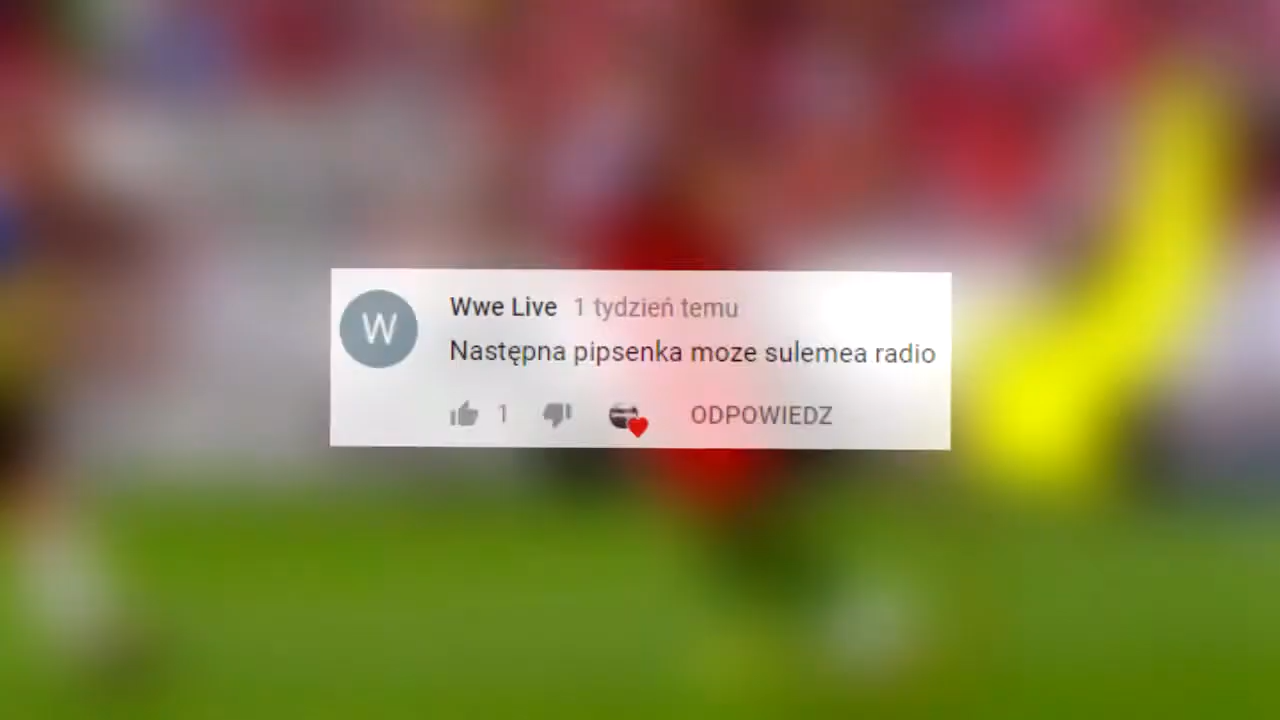 W
Wwe Live 1 tydzień temu
Następna pipsenka moze sulemea radio
1 ODPOWIEDZ